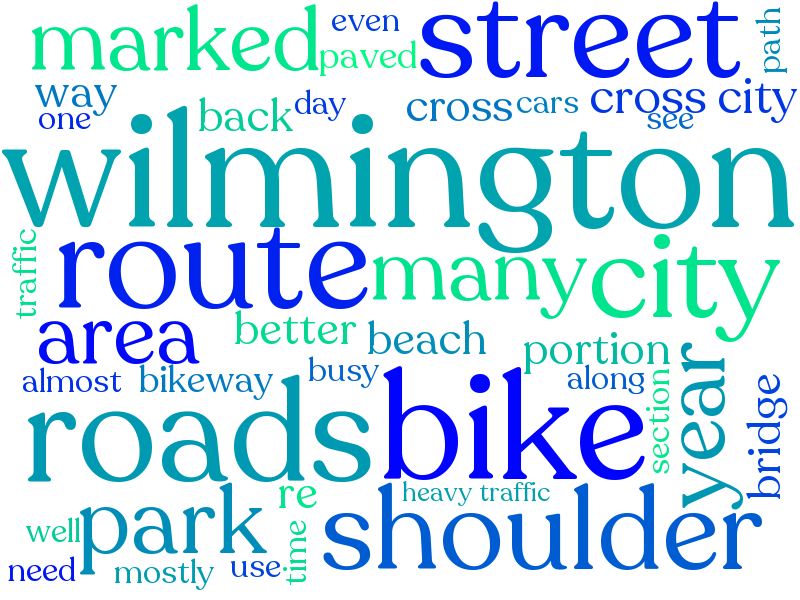 even
marked
street
path
paved
way
day
cross
cars
cross city
one
back
see
wilmington
traffic
route
many
city
area
better
beach
portion
almost
bikeway
busy
along
year
roads
bike
section
bridge
re
heavy traffic
park
shoulder
well
time
need
mostly
use